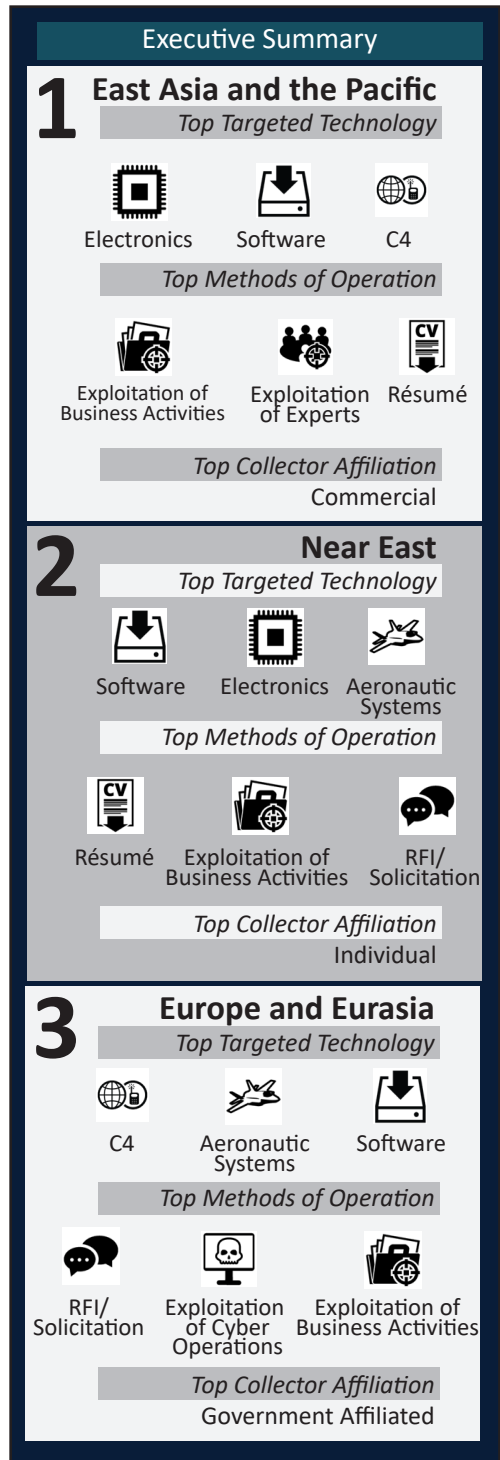 Executive Summary
1
East Asia and the Pacific
Top Targeted Technology
Electronics Software C4
Top Methods of Operation
CV
Exploitation of Exploitation Résumé
Business Activities of Experts
Top Collector Affiliation
Commercial
2
Near East
Top Targeted Technology
Software Electronics Aeronautic
Systems
Top Methods of Operation
CV
Résumé Exploitation of RFI/
Business Activities Solicitation
Top Collector Affiliation
Individual
3
Europe and Eurasia
Top Targeted Technology
C4 Aeronautic Software
Systems
Top Methods of Operation
RFI/ Exploitation Exploitation of
Solicitation of Cyber Business Activities
Operations
Top Collector Affiliation
Government Affiliated